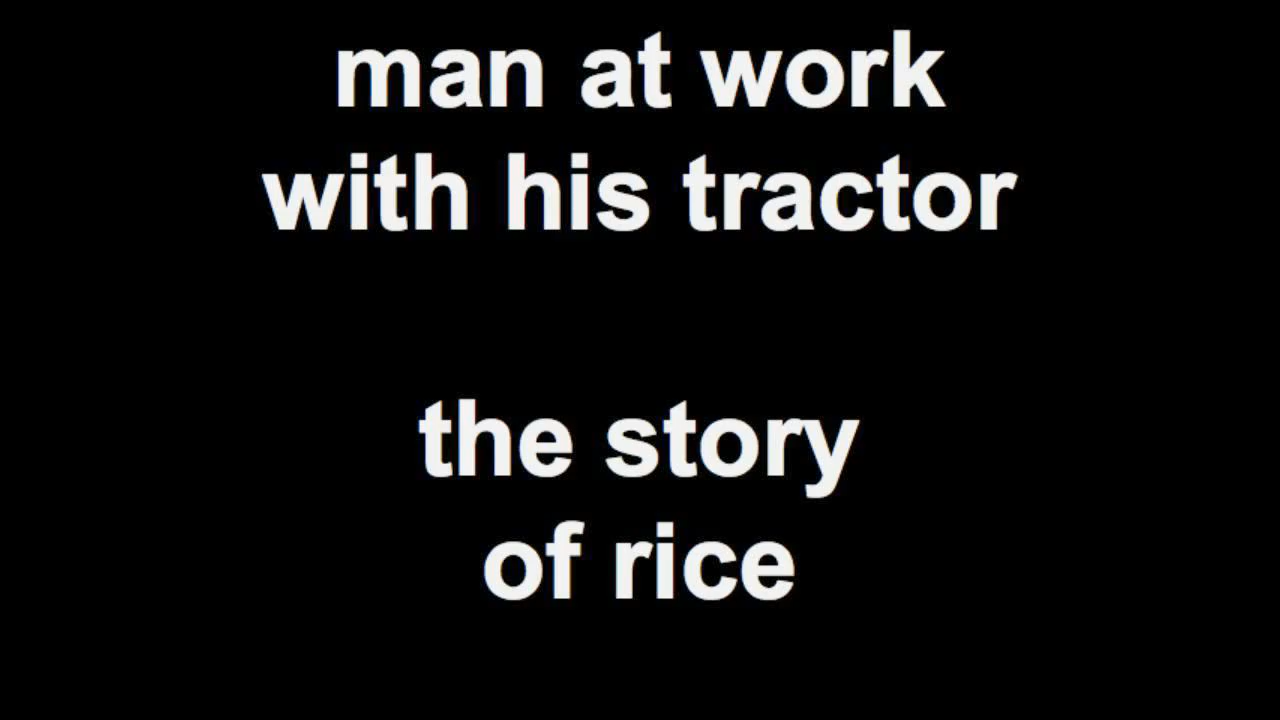 man at work
with his tractor
the story
of rice